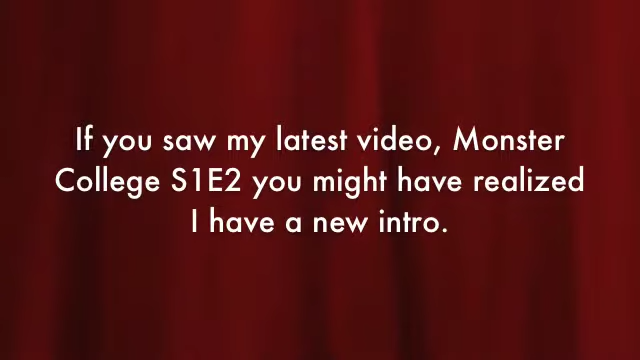 If you saw my latest video, Monster
College S1E2 you might have realized
I have a new intro.